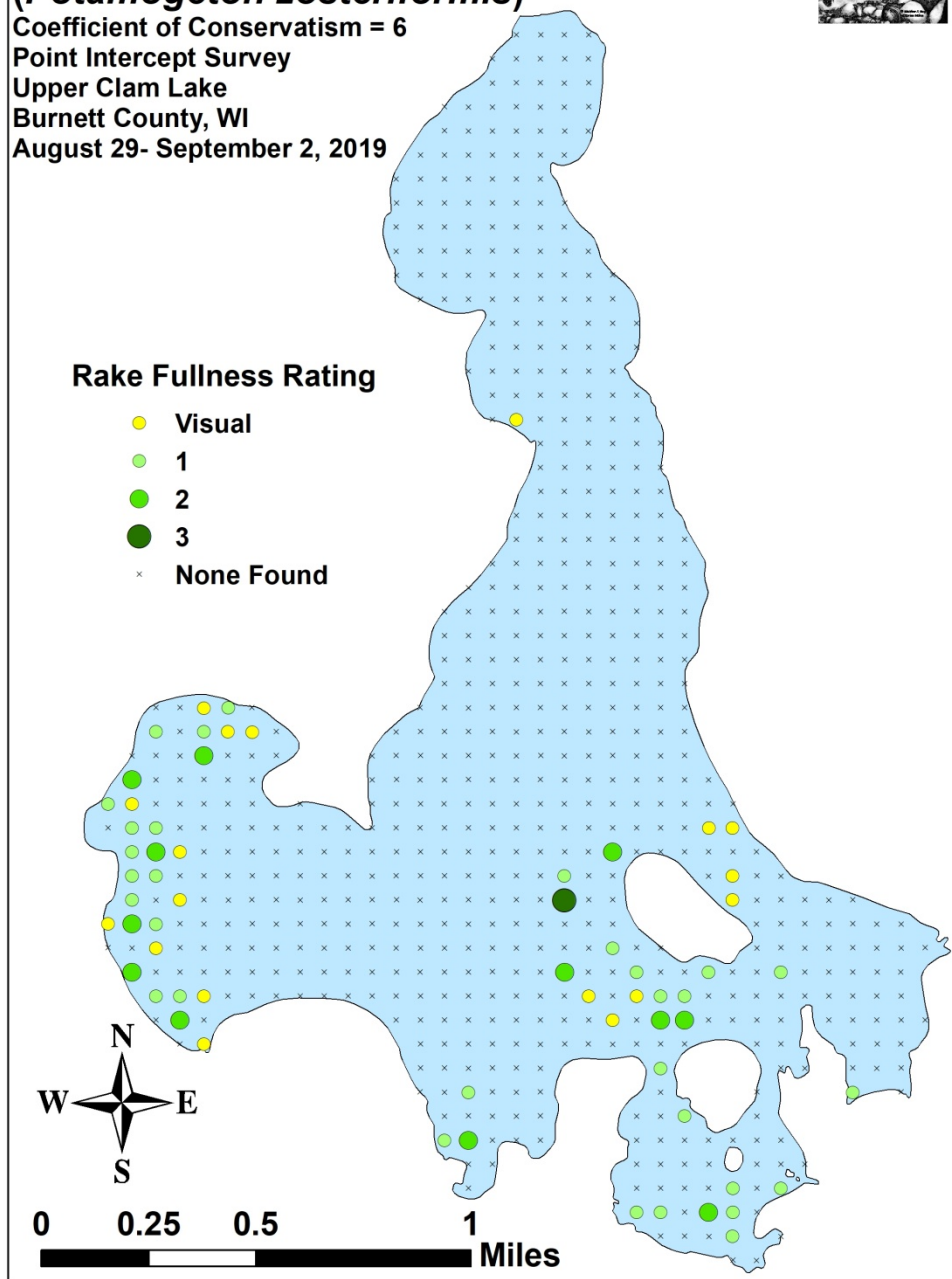 (Potamogeton zosteriformis)
Coefficient of Conservatism = 6
Point Intercept Survey
Upper Clam Lake
Burnett County, WI
August 29- September 2, 2019
Rake Fullness Rating
Visual
1
2
3
None Found
N
W E
S
0 0.25 0.5 1
Miles